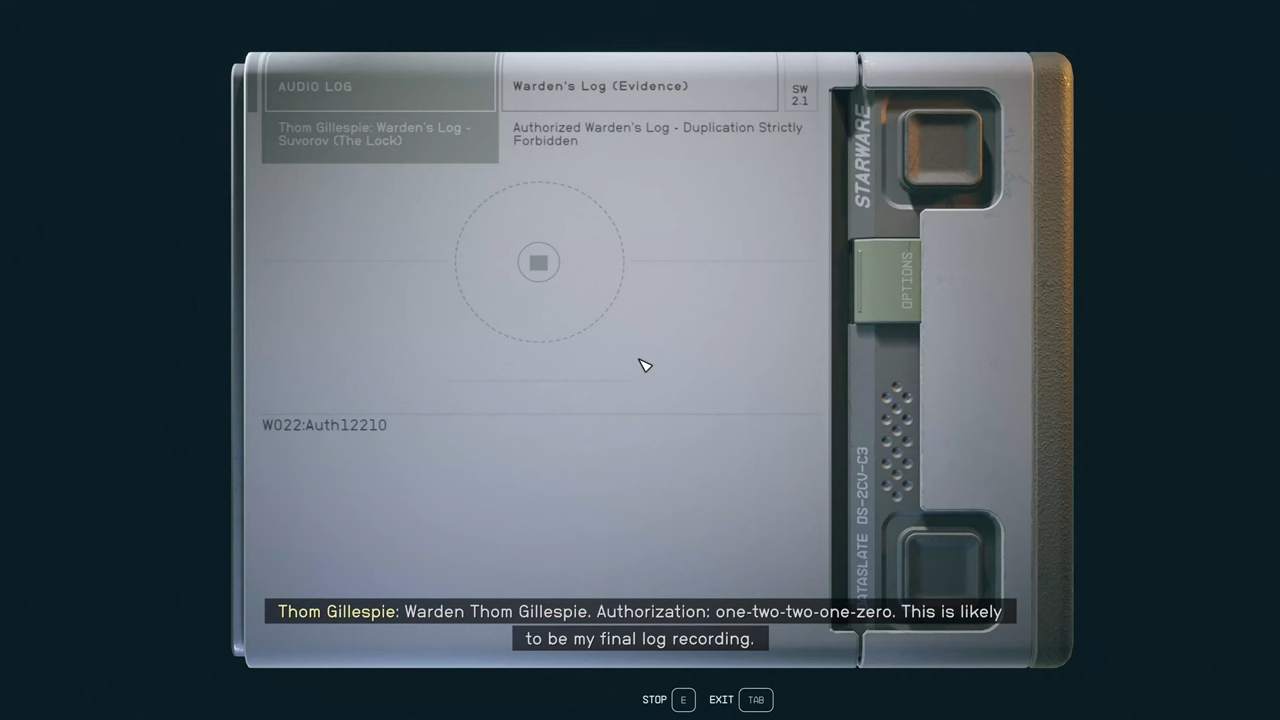 AUDIO LOG
Warden's Log (Evidence)
SW
2.1
Thom Gillespie: Warden's Log -
Suvorov (The Lock)
Authorized Warden's Log - Duplication Strictly
Forbidden
STARWARE
OPTIONS
W022:Auth12210
ATASLATE DS-2CV-C3
Thom Gillespie: Warden Thom Gillespie. Authorization: one-two-two-one-zero. This is likely
to be my final log recording.
STOP E EXIT TAB